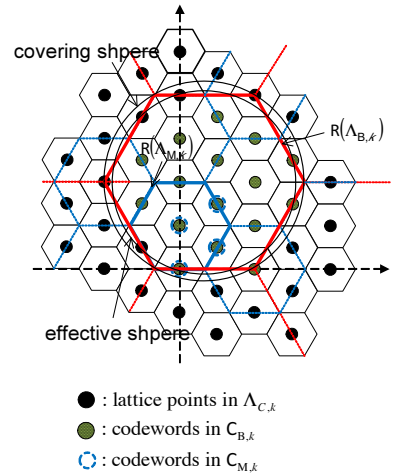 covering shpere
R(Λ_{M,k})
R(Λ_{B,k})
effective shpere
: lattice points in Λ_{C,k}
: codewords in C_{B,k}
: codewords in C_{M,k}